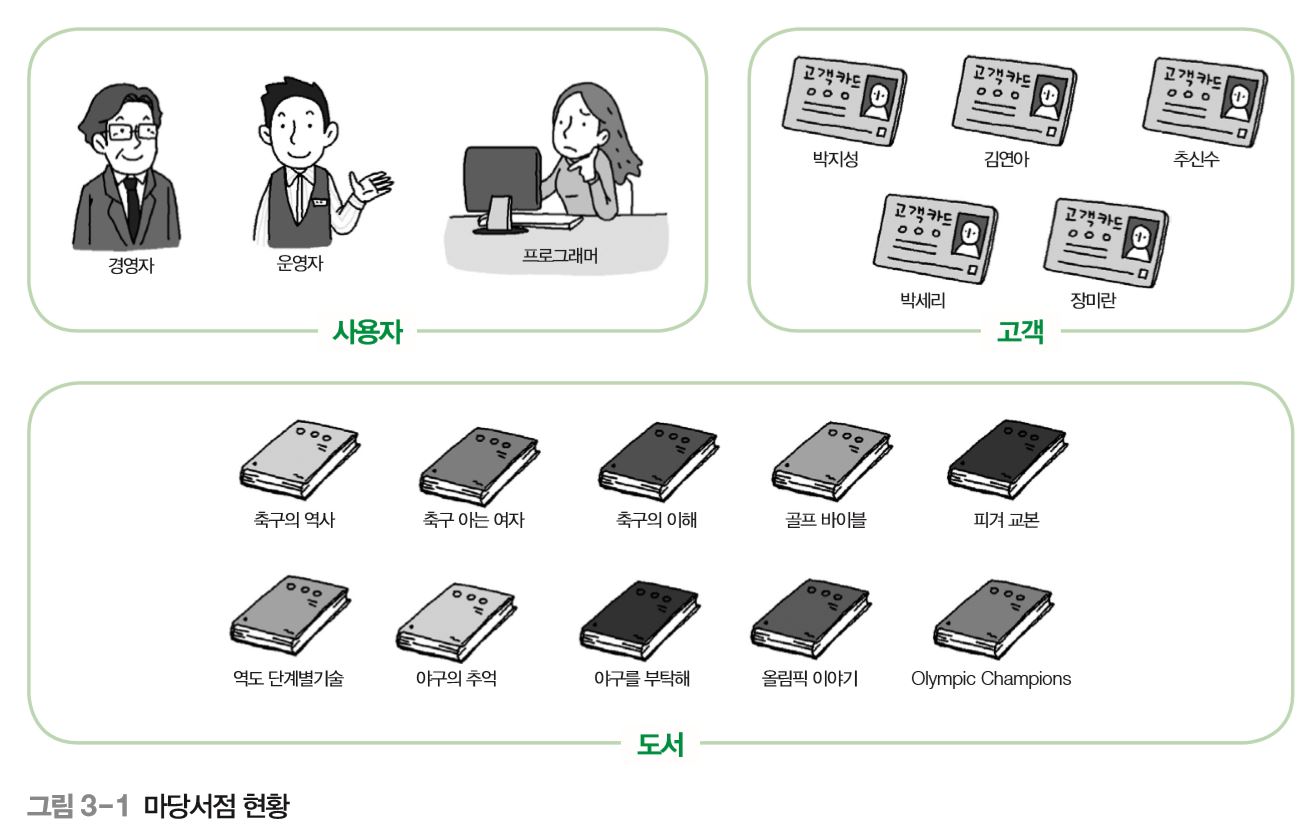 고객카드
고객카드
고객카드
박지성
김연아
추신수
고객카드
고객카드
박세리
장미란
경영자
운영자
프로그래머
사용자
고객
축구의 역사
축구 아는 여자
축구의 이해
골프 바이블
피겨 교본
역도 단계별기술
야구의 추억
야구를 부탁해
올림픽 이야기
Olympic Champions
도서
그림 3-1 마당서점 현황